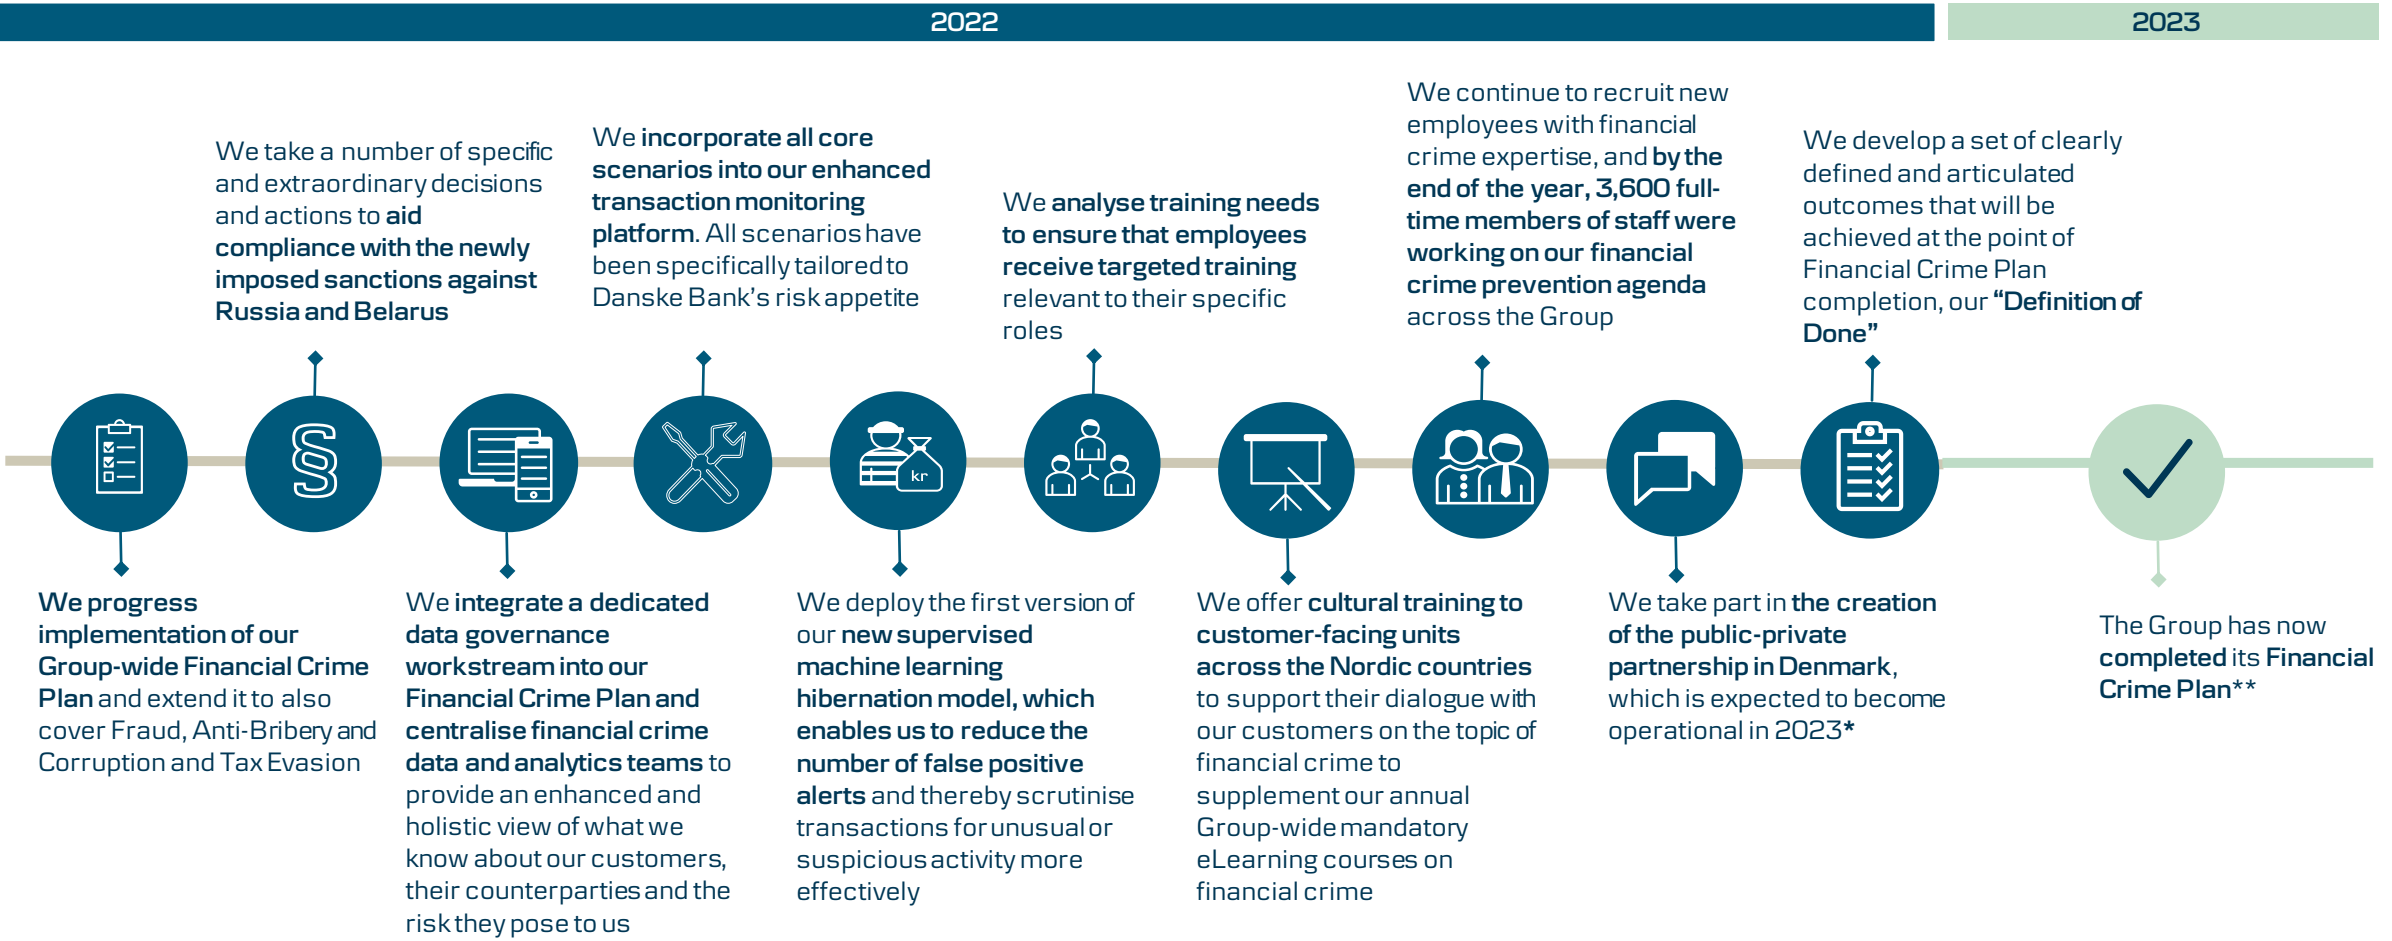 2022
2023
We take a number of specific
and extraordinary decisions
and actions to aid
compliance with the newly
imposed sanctions against
Russia and Belarus
We incorporate all core
scenarios into our enhanced
transaction monitoring
platform. All scenarios have
been specifically tailored to
Danske Bank's risk appetite
We analyse training needs
to ensure that employees
receive targeted training
relevant to their specific
roles
We continue to recruit new
employees with financial
crime expertise, and by the
end of the year, 3,600 full-
time members of staff were
working on our financial
crime prevention agenda
across the Group
We develop a set of clearly
defined and articulated
outcomes that will be
achieved at the point of
Financial Crime Plan
completion, our “Definition of
Done”
§
kr
We progress
implementation of our
Group-wide Financial Crime
Plan and extend it to also
cover Fraud, Anti-Bribery and
Corruption and Tax Evasion
We integrate a dedicated
data governance
workstream into our
Financial Crime Plan and
centralise financial crime
data and analytics teams to
provide an enhanced and
holistic view of what we
know about our customers,
their counterparties and the
risk they pose to us
We deploy the first version of
our new supervised
machine learning
hibernation model, which
enables us to reduce the
number of false positive
alerts and thereby scrutinise
transactions for unusual or
suspicious activity more
effectively
We offer cultural training to
customer-facing units
across the Nordic countries
to support their dialogue with
our customers on the topic of
financial crime to
supplement our annual
Group-wide mandatory
eLearning courses on
financial crime
We take part in the creation
of the public-private
partnership in Denmark,
which is expected to become
operational in 2023*
The Group has now
completed its Financial
Crime Plan**